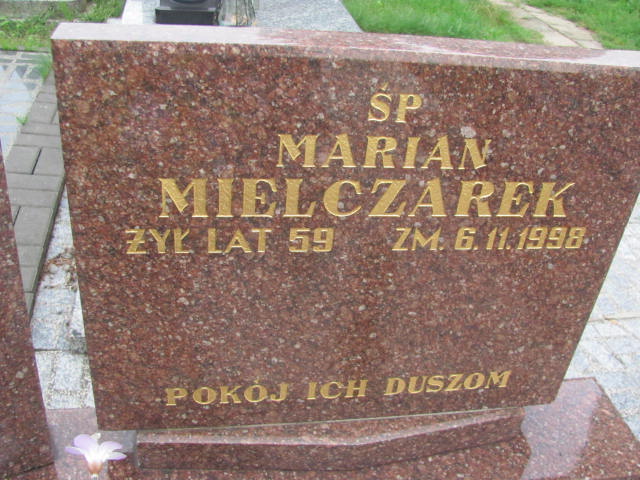 ŚP
MARIAN
MIELCZAREK
ŻYŁ LAT 59 ZM. 6.11.1998
POKÓJ ICH DUSZOM